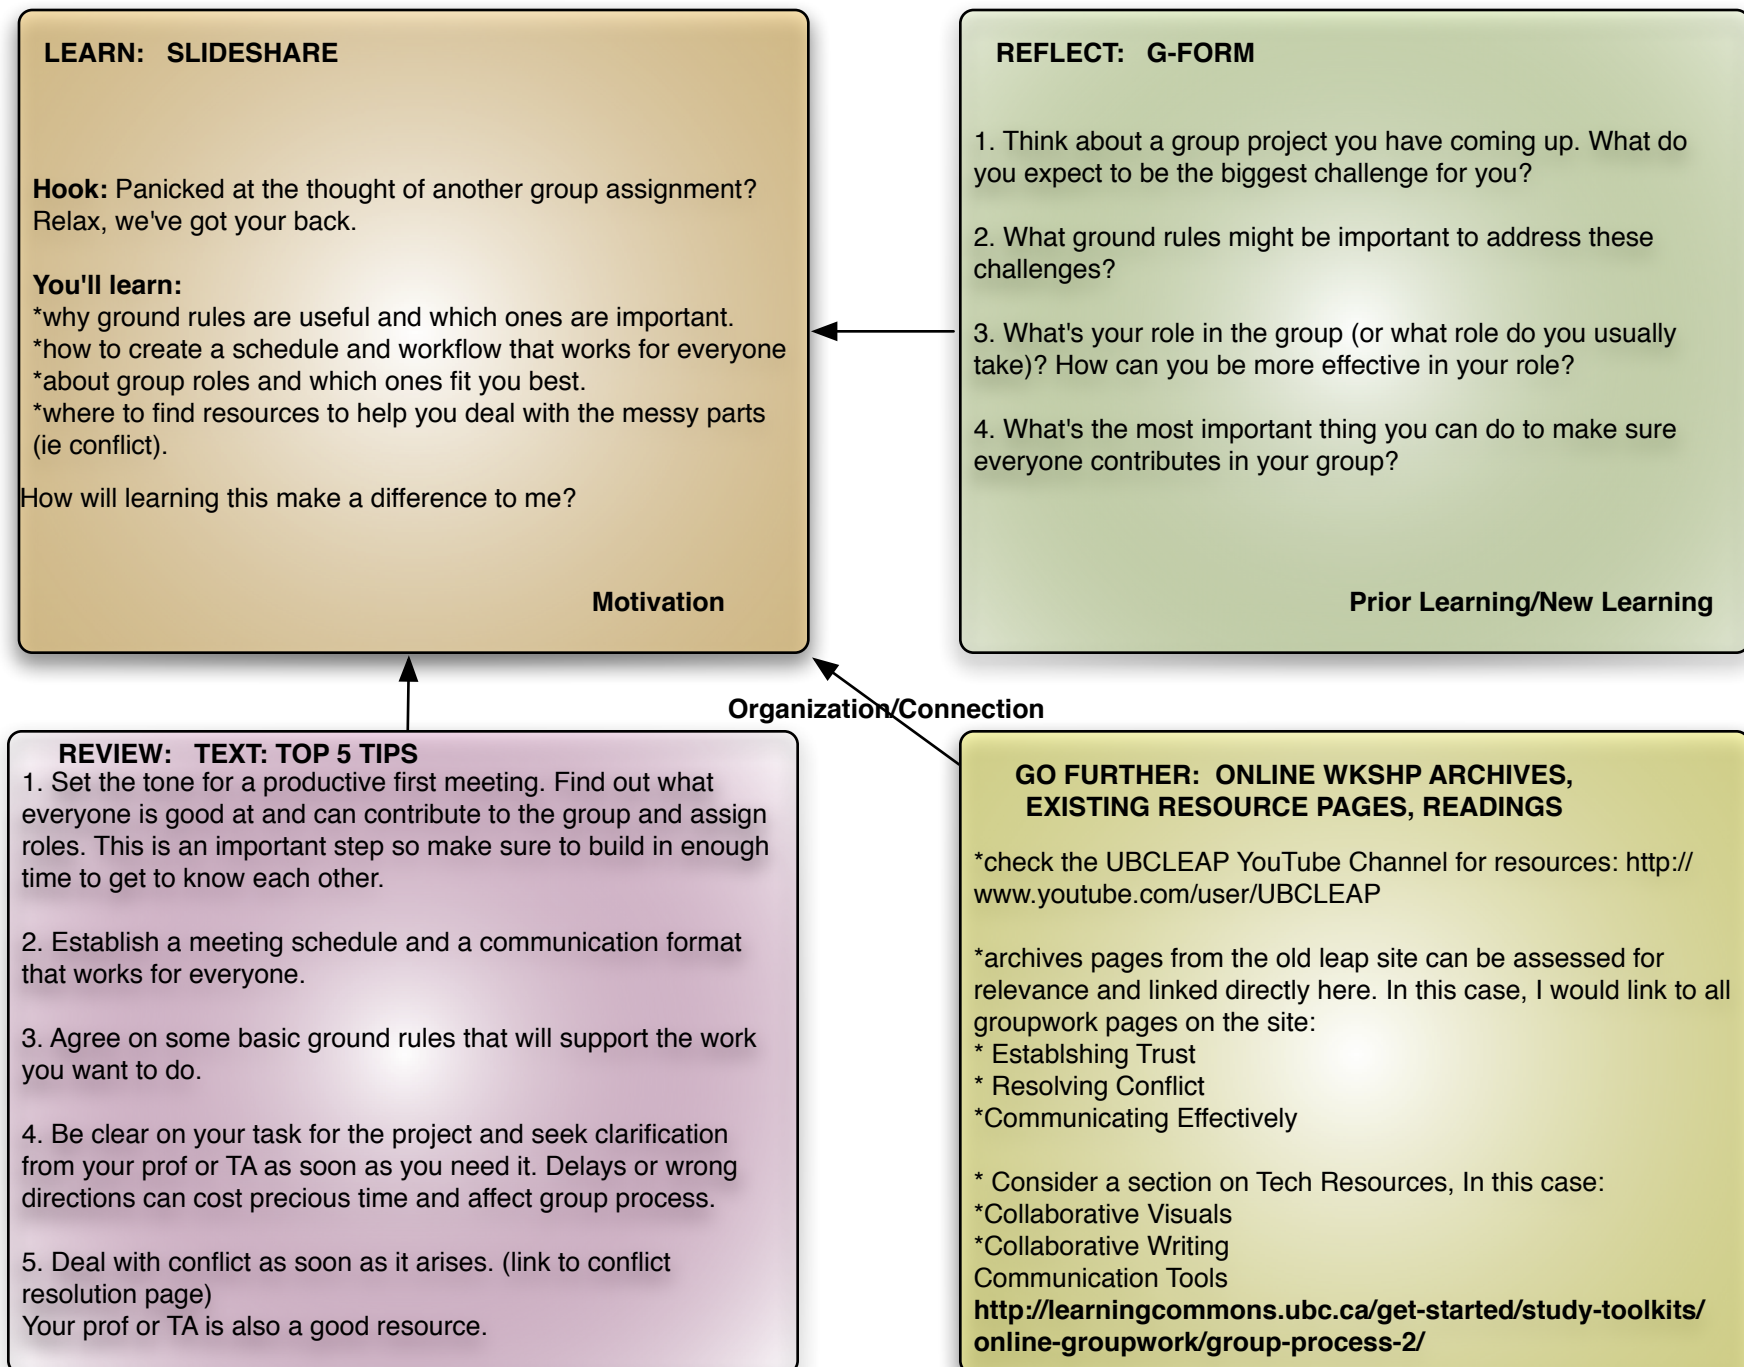 LEARN: SLIDESHARE
Hook: Panicked at the thought of another group assignment?
Relax, we've got your back.
You'll learn:
*why ground rules are useful and which ones are important.
*how to create a schedule and workflow that works for everyone
*about group roles and which ones fit you best.
*where to find resources to help you deal with the messy parts
(ie conflict).
How will learning this make a difference to me?
Motivation
REFLECT: G-FORM
1. Think about a group project you have coming up. What do
you expect to be the biggest challenge for you?
2. What ground rules might be important to address these
challenges?
3. What's your role in the group (or what role do you usually
take)? How can you be more effective in your role?
4. What's the most important thing you can do to make sure
everyone contributes in your group?
Prior Learning/New Learning
Organization/Connection
REVIEW: TEXT: TOP 5 TIPS
1. Set the tone for a productive first meeting. Find out what
everyone is good at and can contribute to the group and assign
roles. This is an important step so make sure to build in enough
time to get to know each other.
2. Establish a meeting schedule and a communication format
that works for everyone.
3. Agree on some basic ground rules that will support the work
you want to do.
4. Be clear on your task for the project and seek clarification
from your prof or TA as soon as you need it. Delays or wrong
directions can cost precious time and affect group process.
5. Deal with conflict as soon as it arises. (link to conflict
resolution page)
Your prof or TA is also a good resource.
GO FURTHER: ONLINE WKSHP ARCHIVES,
EXISTING RESOURCE PAGES, READINGS
*check the UBCLEAP YouTube Channel for resources: http://
www.youtube.com/user/UBCLEAP
*archives pages from the old leap site can be assessed for
relevance and linked directly here. In this case, I would link to all
groupwork pages on the site:
* Establshing Trust
* Resolving Conflict
*Communicating Effectively
* Consider a section on Tech Resources, In this case:
*Collaborative Visuals
*Collaborative Writing
Communication Tools
http://learningcommons.ubc.ca/get-started/study-toolkits/
online-groupwork/group-process-2/